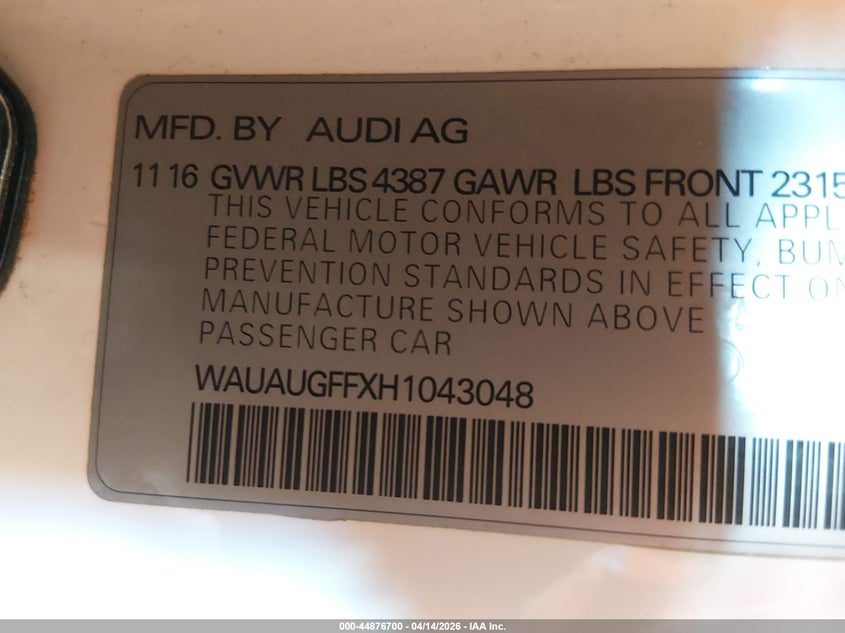 MFD. BY AUDI AG
11 16 GVWR LBS 4387 GAWR LBS FRONT 2315
THIS VEHICLE CONFORMS TO ALL APPL
FEDERAL MOTOR VEHICLE SAFETY, BUM
PREVENTION STANDARDS IN EFFECT ON
MANUFACTURE SHOWN ABOVE
PASSENGER CAR
WAUAUGFFXH1043048
000-44876700 - 04/14/2026 - IAA Inc.